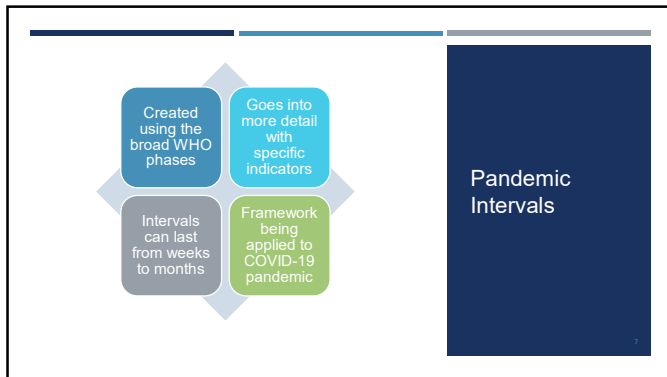 Created
using the
broad WHO
phases
Goes into
more detail
with
specific
indicators
Intervals
can last
from weeks
to months
Framework
being
applied to
COVID-19
pandemic
Pandemic
Intervals
7